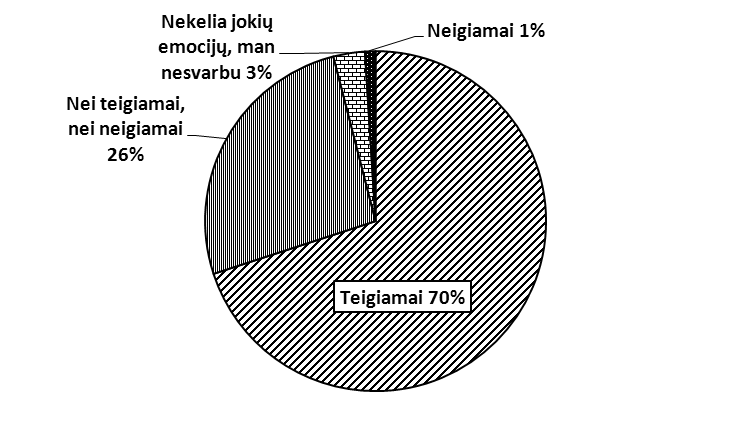 Nekelia jokių
emocijų, man
nesvarbu 3%
Neigiamai 1%
Nei teigiamai,
nei neigiamai
26%
Teigiamai 70%